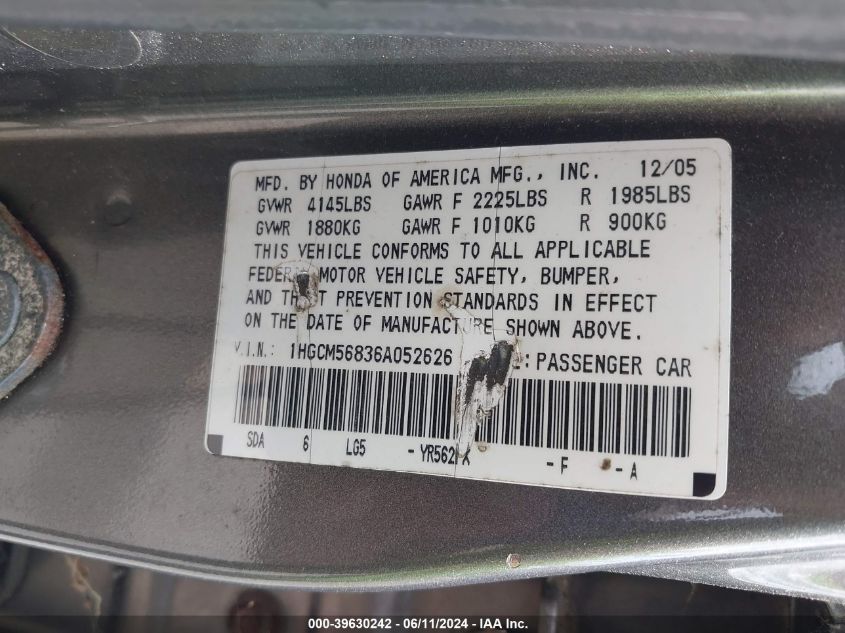 MFD. BY HONDA OF AMERICA MFG., INC. 12/05
GVWR 4145LBS GAWR F 2225LBS R 1985LBS
GVWR 1880KG GAWR F 1010KG R 900KG
THIS VEHICLE CONFORMS TO ALL APPLICABLE
FEDERAL MOTOR VEHICLE SAFETY, BUMPER,
AND THEFT PREVENTION STANDARDS IN EFFECT
ON THE DATE OF MANUFACTURE SHOWN ABOVE.
V.I.N.: 1HGCM56836A052626 :PASSENGER CAR
SDA 6 LG5 -YR562 X -F -A
000-39630242 - 06/11/2024 - IAA Inc.